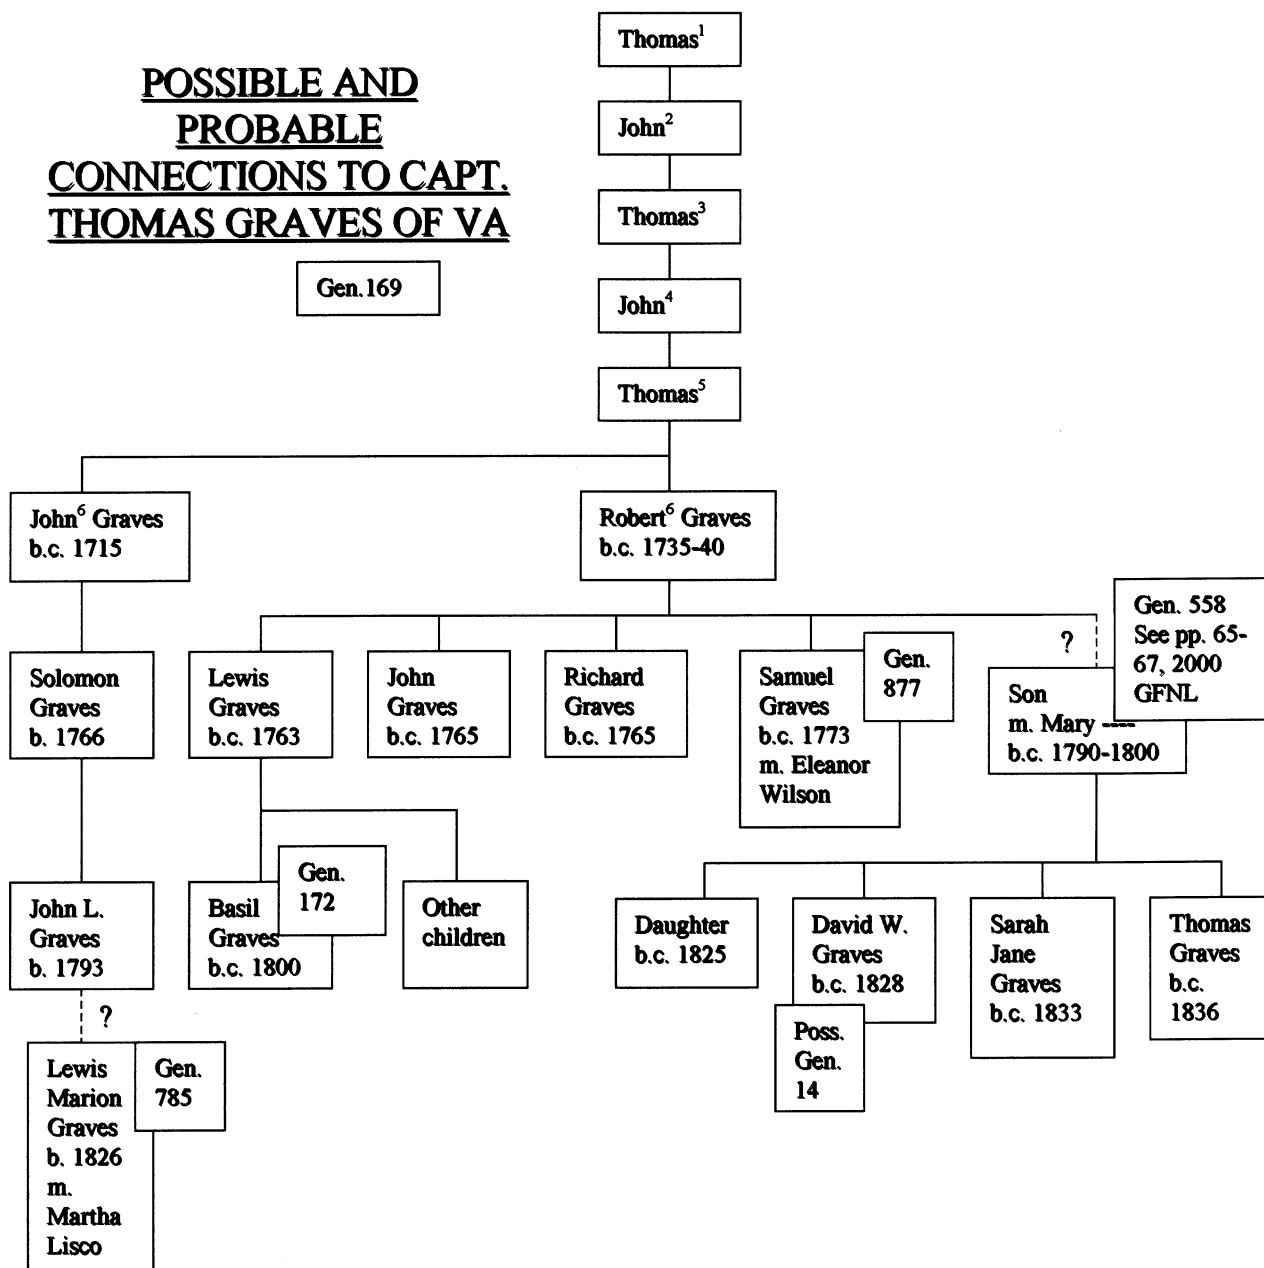 POSSIBLE AND
PROBABLE
CONNECTIONS TO CAPT.
THOMAS GRAVES OF VA
Gen.169
Thomas¹
John²
Thomas³
John⁴
Thomas⁵
John⁶ Graves
b.c. 1715
Robert⁶ Graves
b.c. 1735-40
Solomon
Graves
b. 1766
Lewis
Graves
b.c. 1763
John
Graves
b.c. 1765
Richard
Graves
b.c. 1765
Samuel
Graves
b.c. 1773
m. Eleanor
Wilson
Gen.
877
?
Son
m. Mary ----
b.c. 1790-1800
Gen. 558
See pp. 65-
67, 2000
GFNL
John L.
Graves
b. 1793
Basil
Graves
b.c. 1800
Gen.
172
Other
children
Daughter
b.c. 1825
David W.
Graves
b.c. 1828
Poss.
Gen.
14
Sarah
Jane
Graves
b.c. 1833
Thomas
Graves
b.c.
1836
?
Lewis
Marion
Graves
b. 1826
m.
Martha
Lisco
Gen.
785